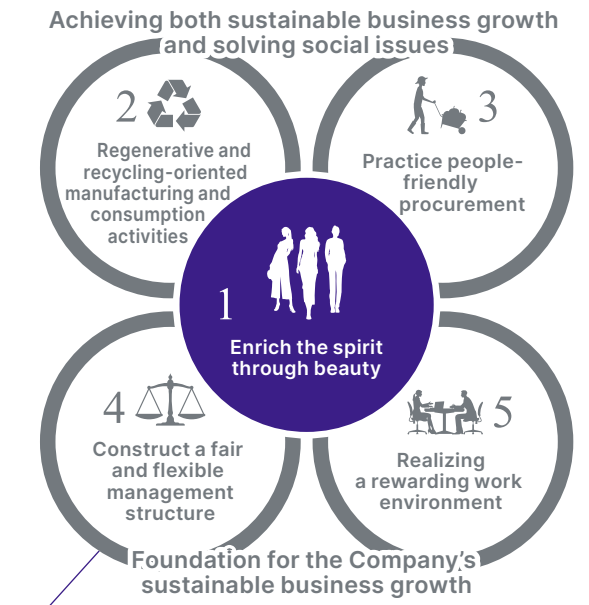 Achieving both sustainable business growth
and solving social issues
2
Regenerative and
recycling-oriented
manufacturing and
consumption
activities
3
Practice people-
friendly
procurement
1
Enrich the spirit
through beauty
4
Construct a fair
and flexible
management
structure
5
Realizing
a rewarding work
environment
Foundation for the Company's
sustainable business growth